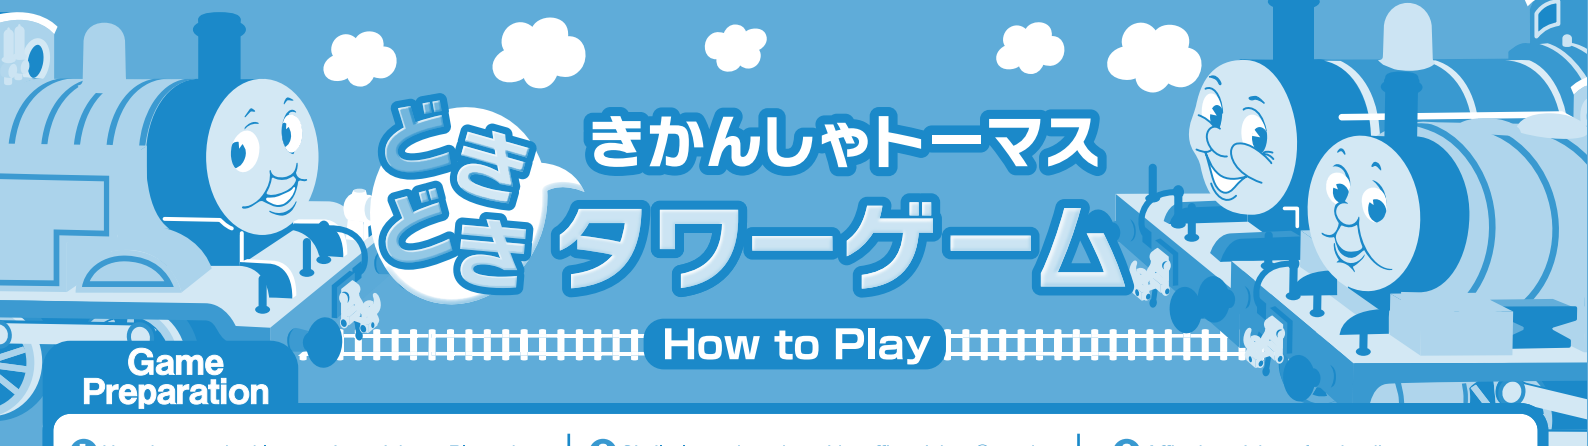 きかんしゃトーマス
どきどき
タワーゲーム
How to Play
Game
Preparation